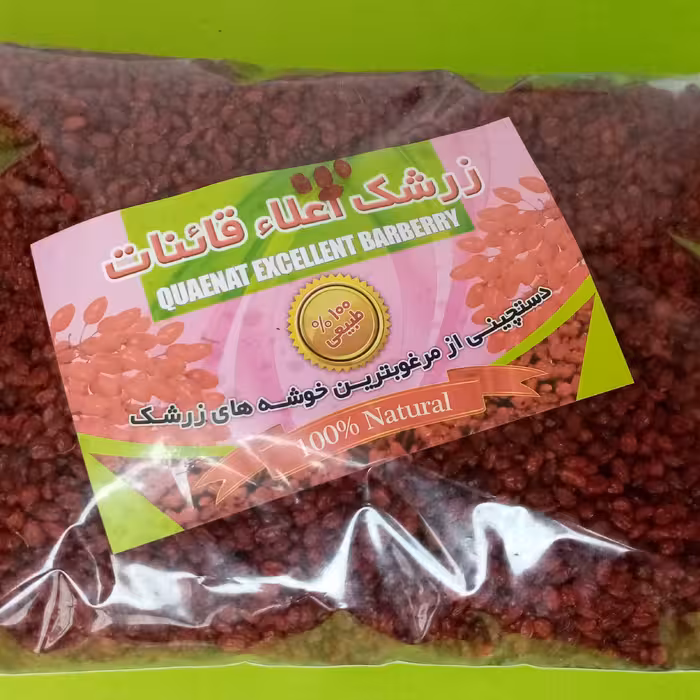 زرشک اعلاء قائنات
QUAENAT EXCELLENT BARBERRY
%۱۰۰
طبیعی
دستچینی از مرغوبترین خوشه های زرشک
100% Natural